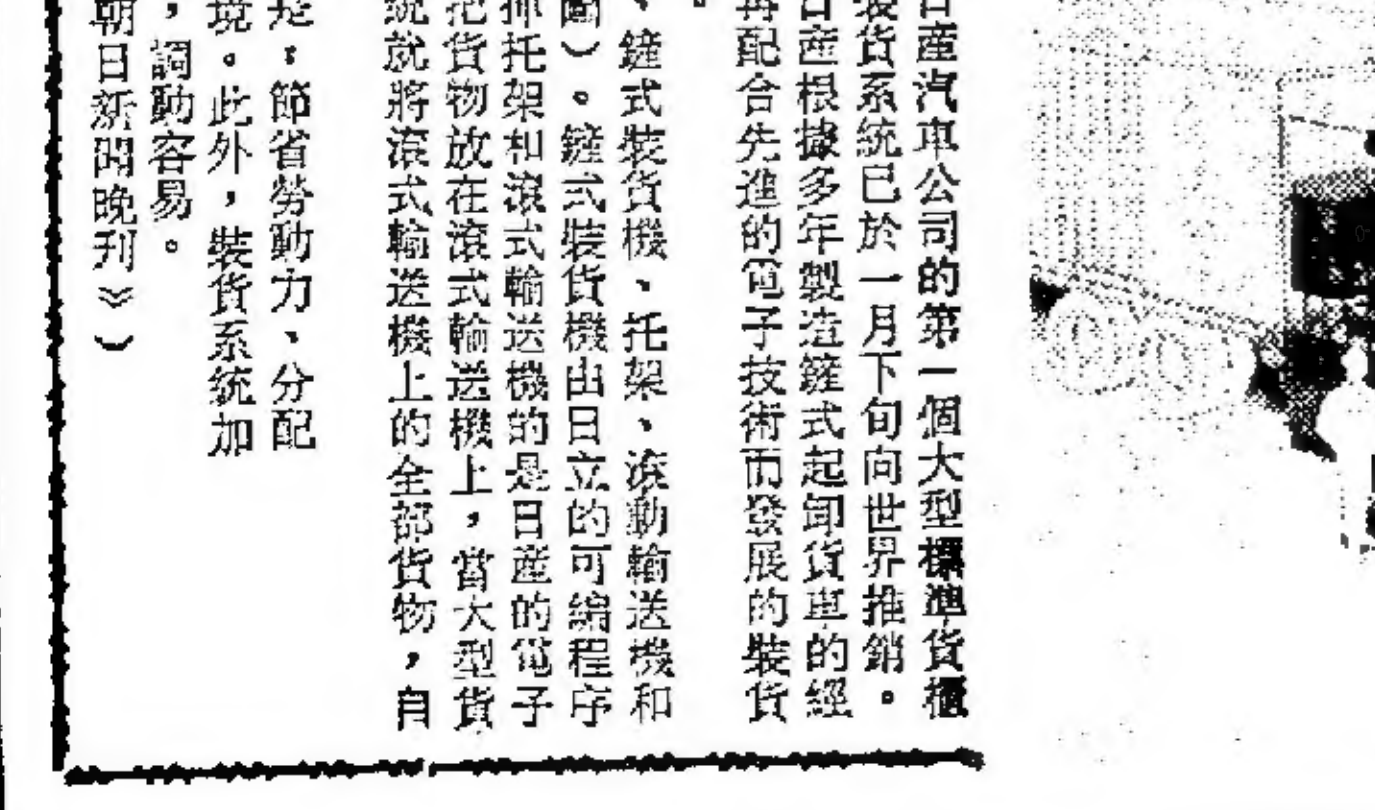 日產汽車公司的第一個大型標準貨櫃
裝貨系統已於一月下旬向世界推銷。
日產根據多年製造鏟式起卸貨車的經
再配合先進的電子技術而發展的裝貨
。
、鏟式裝貨機、托架、滾動輸送機和
圖）。鏟式裝貨機由日立的可編程序
揮托架和滾式輸送機的是日產的電子
把貨物放在滾式輸送機上，當大型貨
統就將滾式輸送機上的全部貨物，自
是：節省勞動力、分配
境。此外，裝貨系統加
，調動容易。
朝日新聞晚刊》）